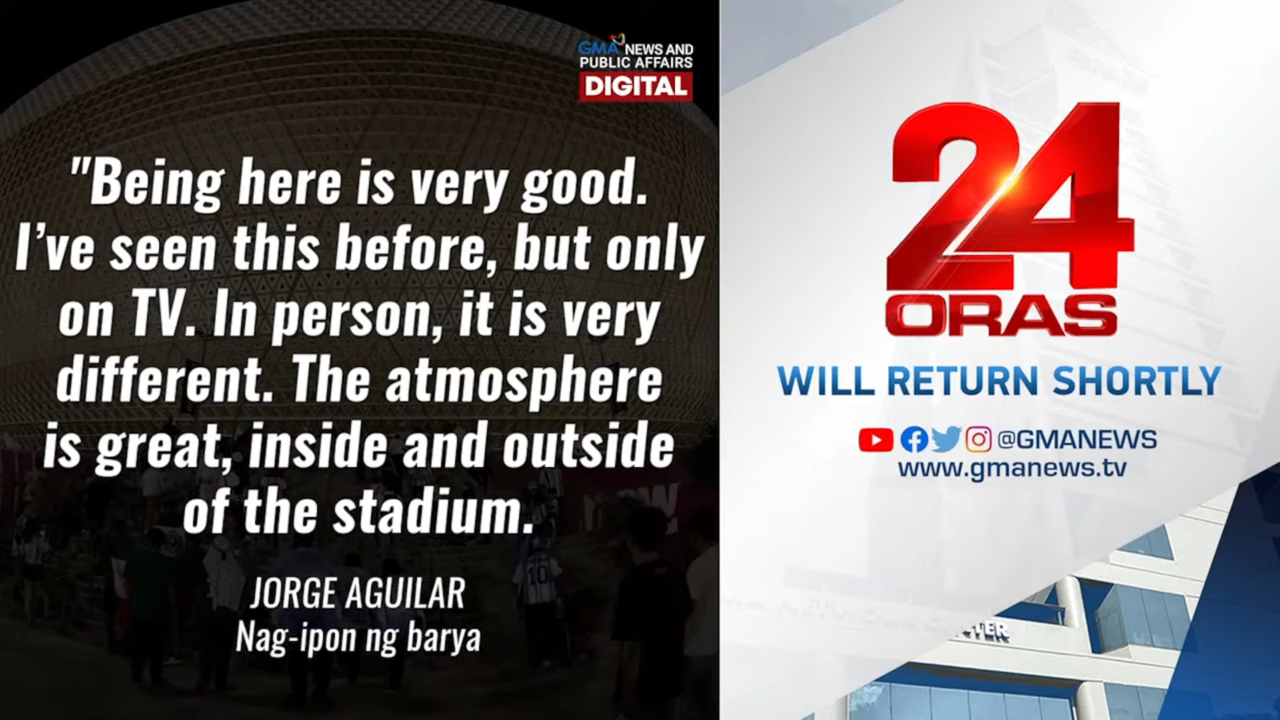 GMA NEWS AND
PUBLIC AFFAIRS
DIGITAL
"Being here is very good.
I’ve seen this before, but only
on TV. In person, it is very
different. The atmosphere
is great, inside and outside
of the stadium.
JORGE AGUILAR
Nag-ipon ng barya
10
24
ORAS
WILL RETURN SHORTLY
@GMANEWS
www.gmanews.tv